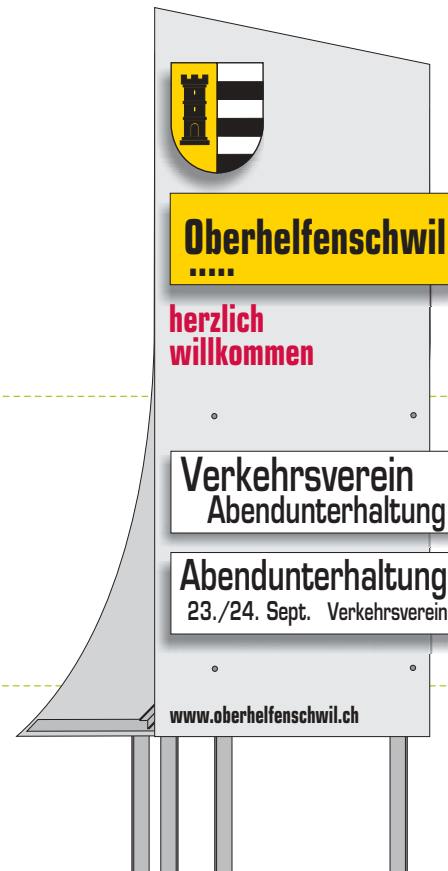 Oberhelfenschwil
.....
herzlich
willkommen
Verkehrsverein
Abendunterhaltung
Abendunterhaltung
23./24. Sept. Verkehrsverein
www.oberhelfenschwil.ch